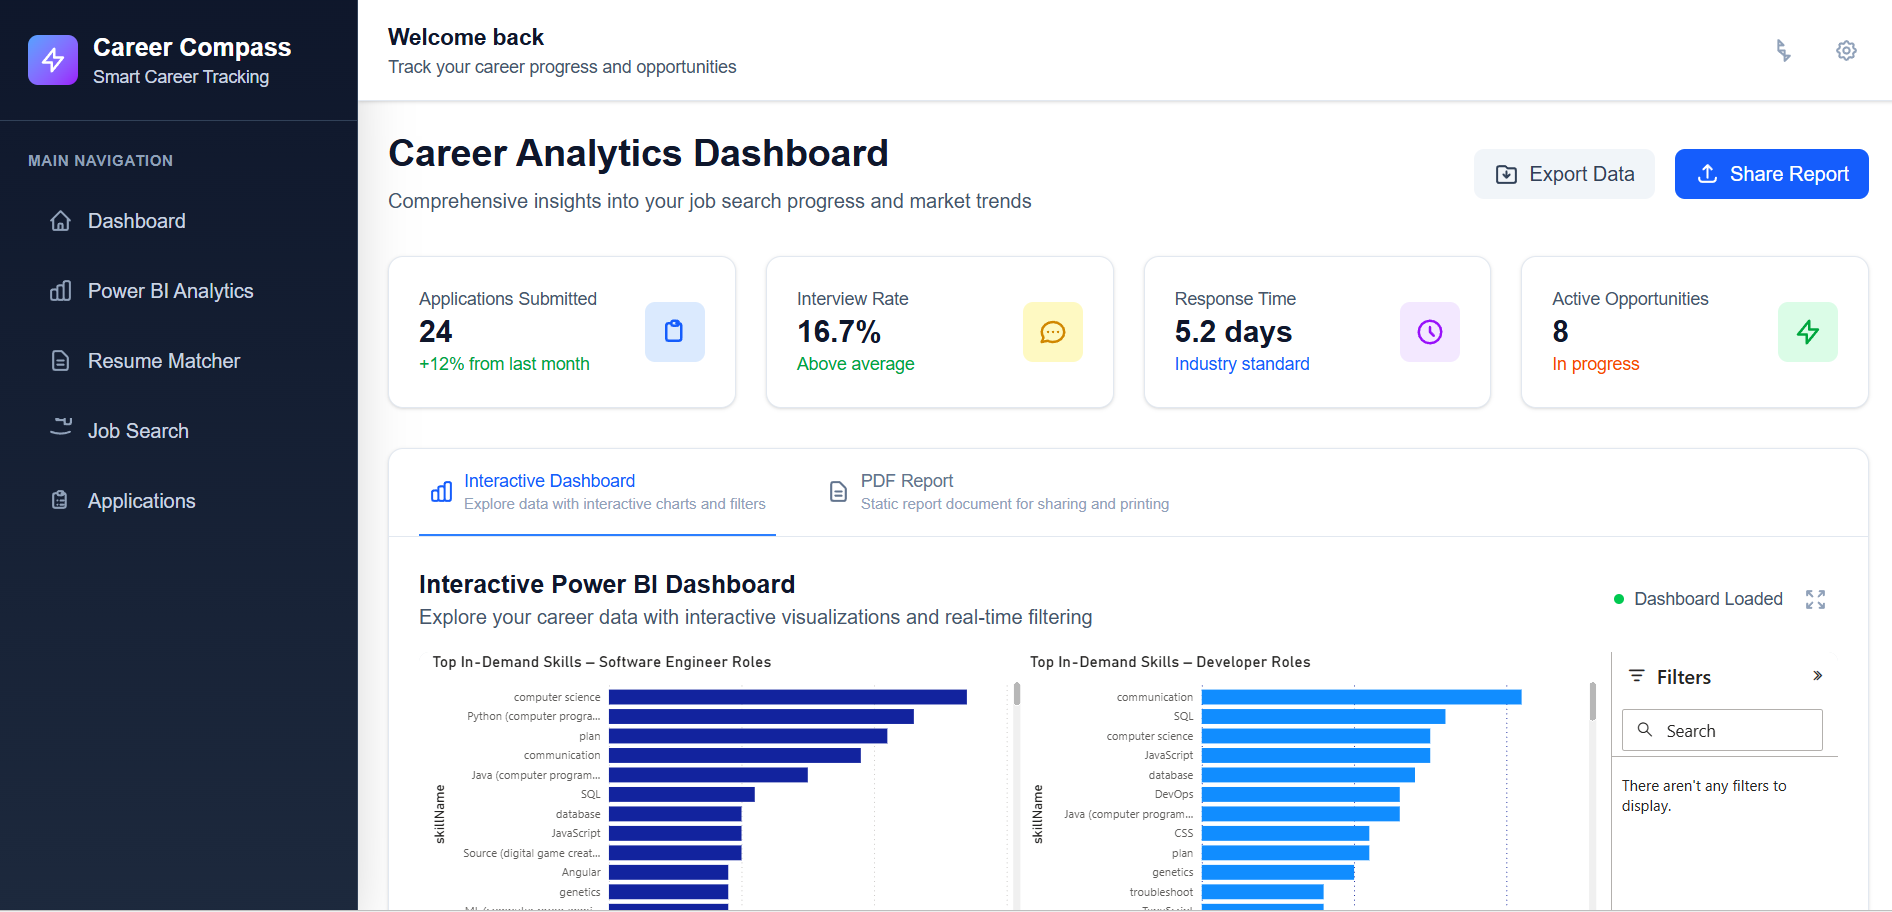 Career Compass
Smart Career Tracking
MAIN NAVIGATION
Dashboard
Power BI Analytics
Resume Matcher
Job Search
Applications
Welcome back
Track your career progress and opportunities
Career Analytics Dashboard
Comprehensive insights into your job search progress and market trends
Export Data
Share Report
Applications Submitted
24
+12% from last month
Interview Rate
16.7%
Above average
Response Time
5.2 days
Industry standard
Active Opportunities
8
In progress
Interactive Dashboard
Explore data with interactive charts and filters
PDF Report
Static report document for sharing and printing
Interactive Power BI Dashboard
Explore your career data with interactive visualizations and real-time filtering
Dashboard Loaded
Top In-Demand Skills – Software Engineer Roles
skillName
computer science
Python (computer progra...
plan
communication
Java (computer program...
SQL
database
JavaScript
Source (digital game creat...
Angular
genetics
Top In-Demand Skills – Developer Roles
skillName
communication
SQL
computer science
JavaScript
database
DevOps
Java (computer program...
CSS
plan
genetics
troubleshoot
TypeScript
Filters
Search
There aren't any filters to
display.